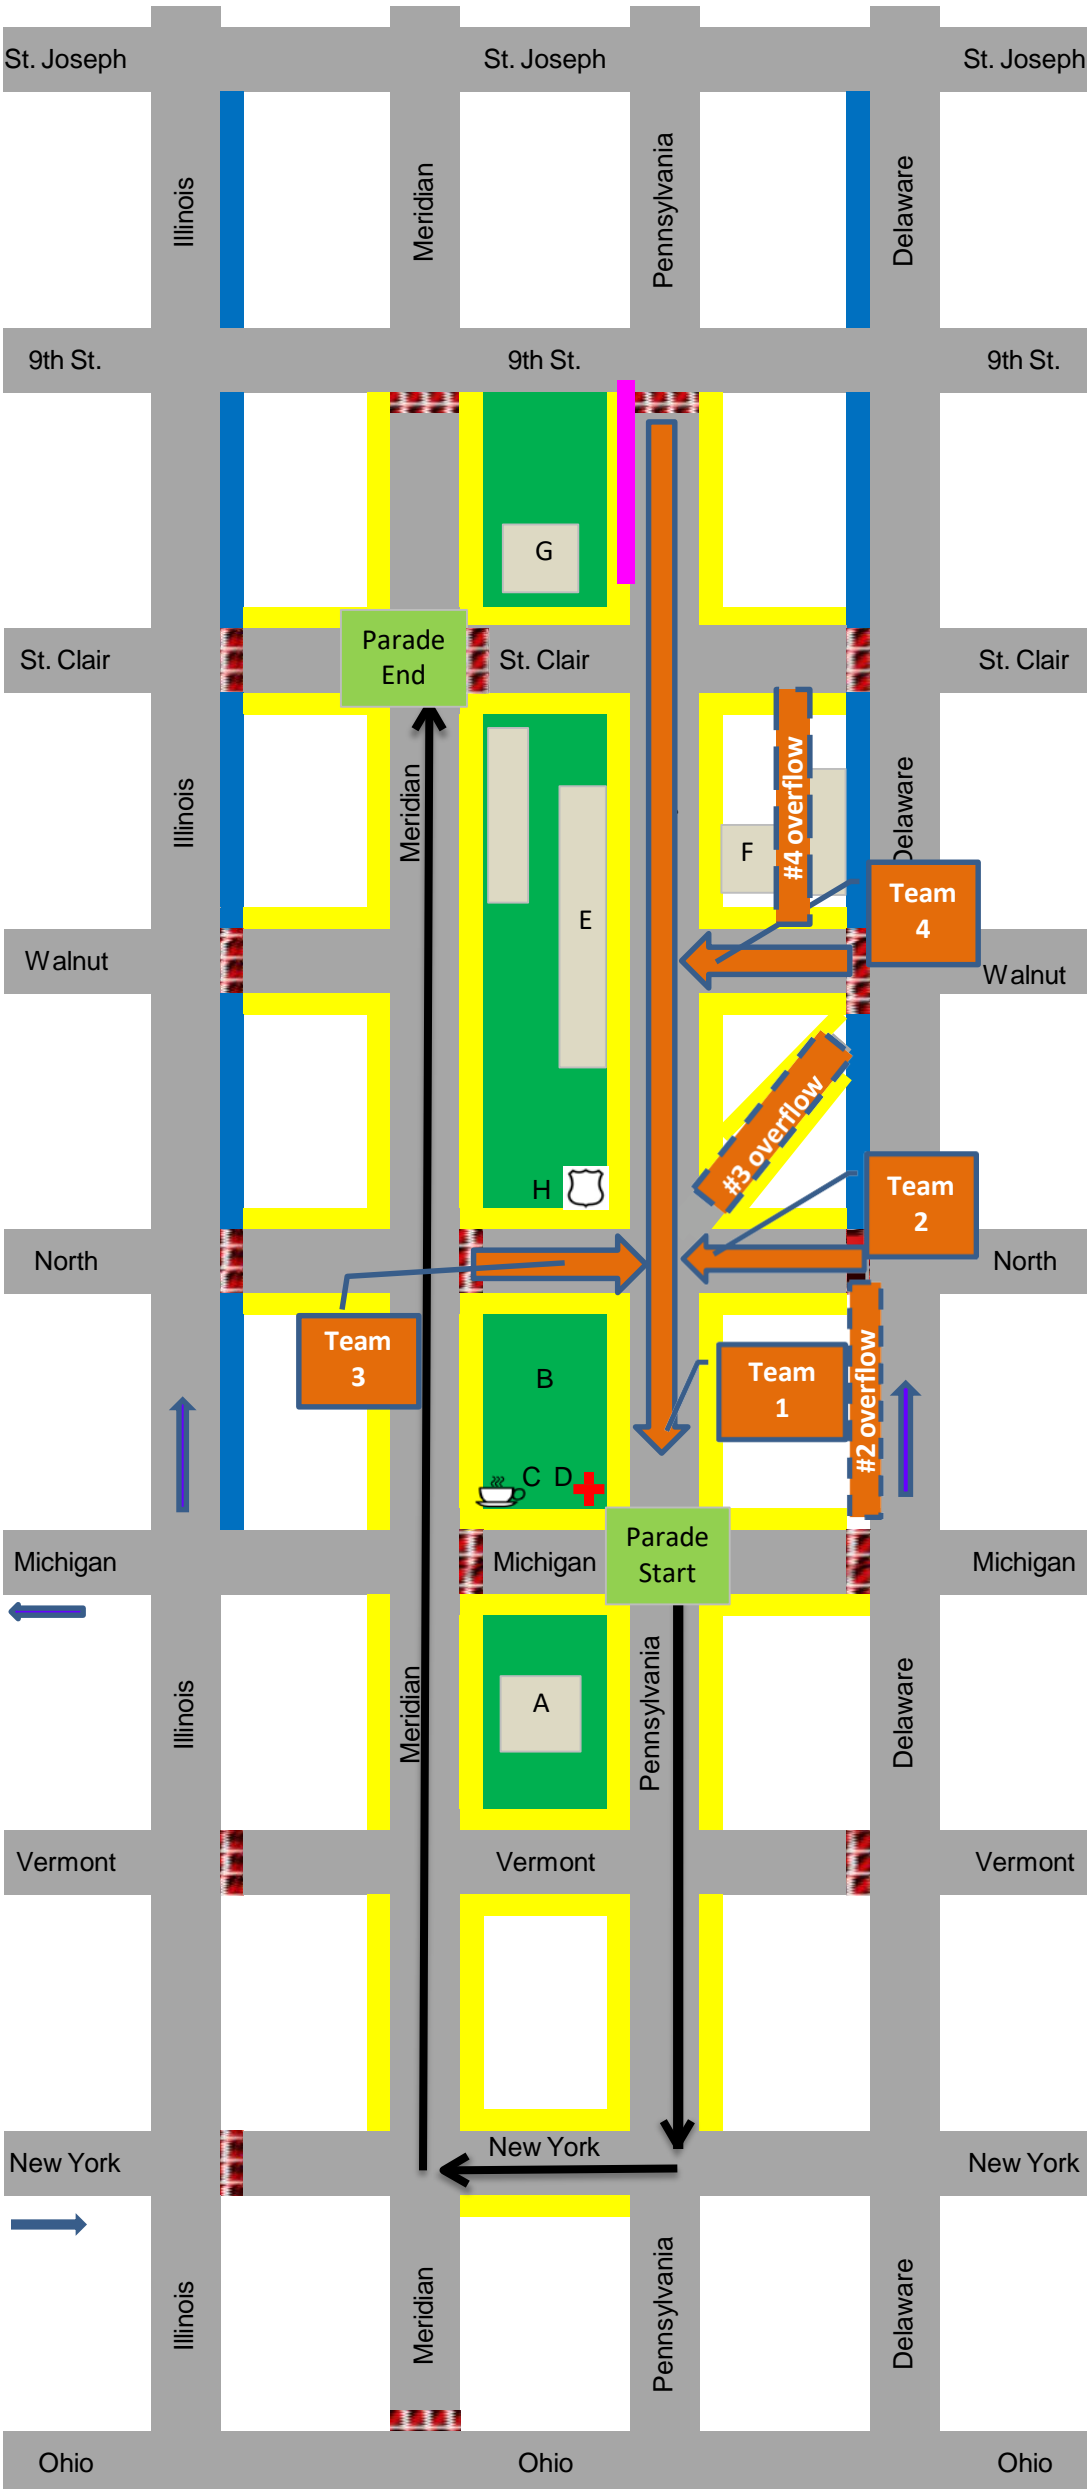 St. Joseph
St. Joseph
St. Joseph
Illinois
Meridian
Pennsylvania
Delaware
9th St.
9th St.
9th St.
G
Parade
End
St. Clair
St. Clair
St. Clair
Illinois
Meridian
#4 overflow
Delaware
F
E
Team
4
Walnut
Walnut
#3 overflow
H
Team
2
North
North
Team
3
B
Team
1
#2 overflow
C D
Parade
Start
Michigan
Michigan
Michigan
Illinois
Meridian
A
Pennsylvania
Delaware
Vermont
Vermont
Vermont
New York
New York
New York
Illinois
Meridian
Pennsylvania
Delaware
Ohio
Ohio
Ohio